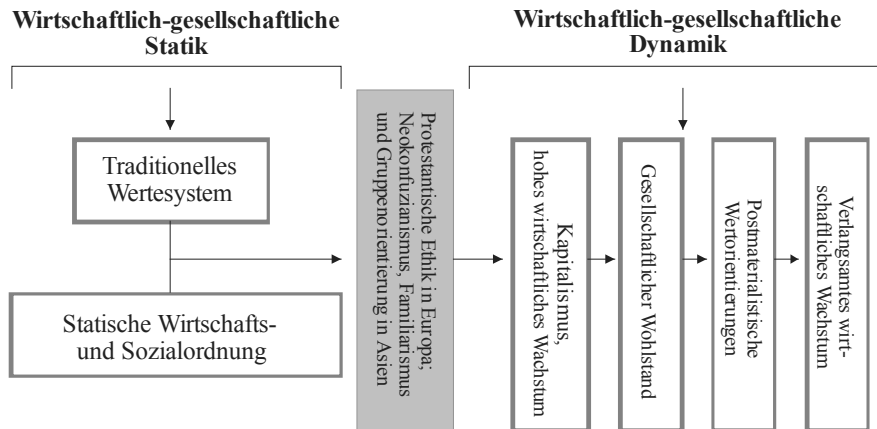 Wirtschaftlich-gesellschaftliche
Statik
Wirtschaftlich-gesellschaftliche
Dynamik
Traditionelles
Wertesystem
Statische Wirtschafts-
und Sozialordnung
Protestantische Ethik in Europa;
Neokonfuzianismus, Familiarismus
und Gruppenorientierung in Asien
Kapitalismus,
hohes wirtschaftliches Wachstum
Gesellschaftlicher Wohlstand
Postmaterialistische
Wertorientierungen
Verlangsamtes wirt-
schaftliches Wachstum